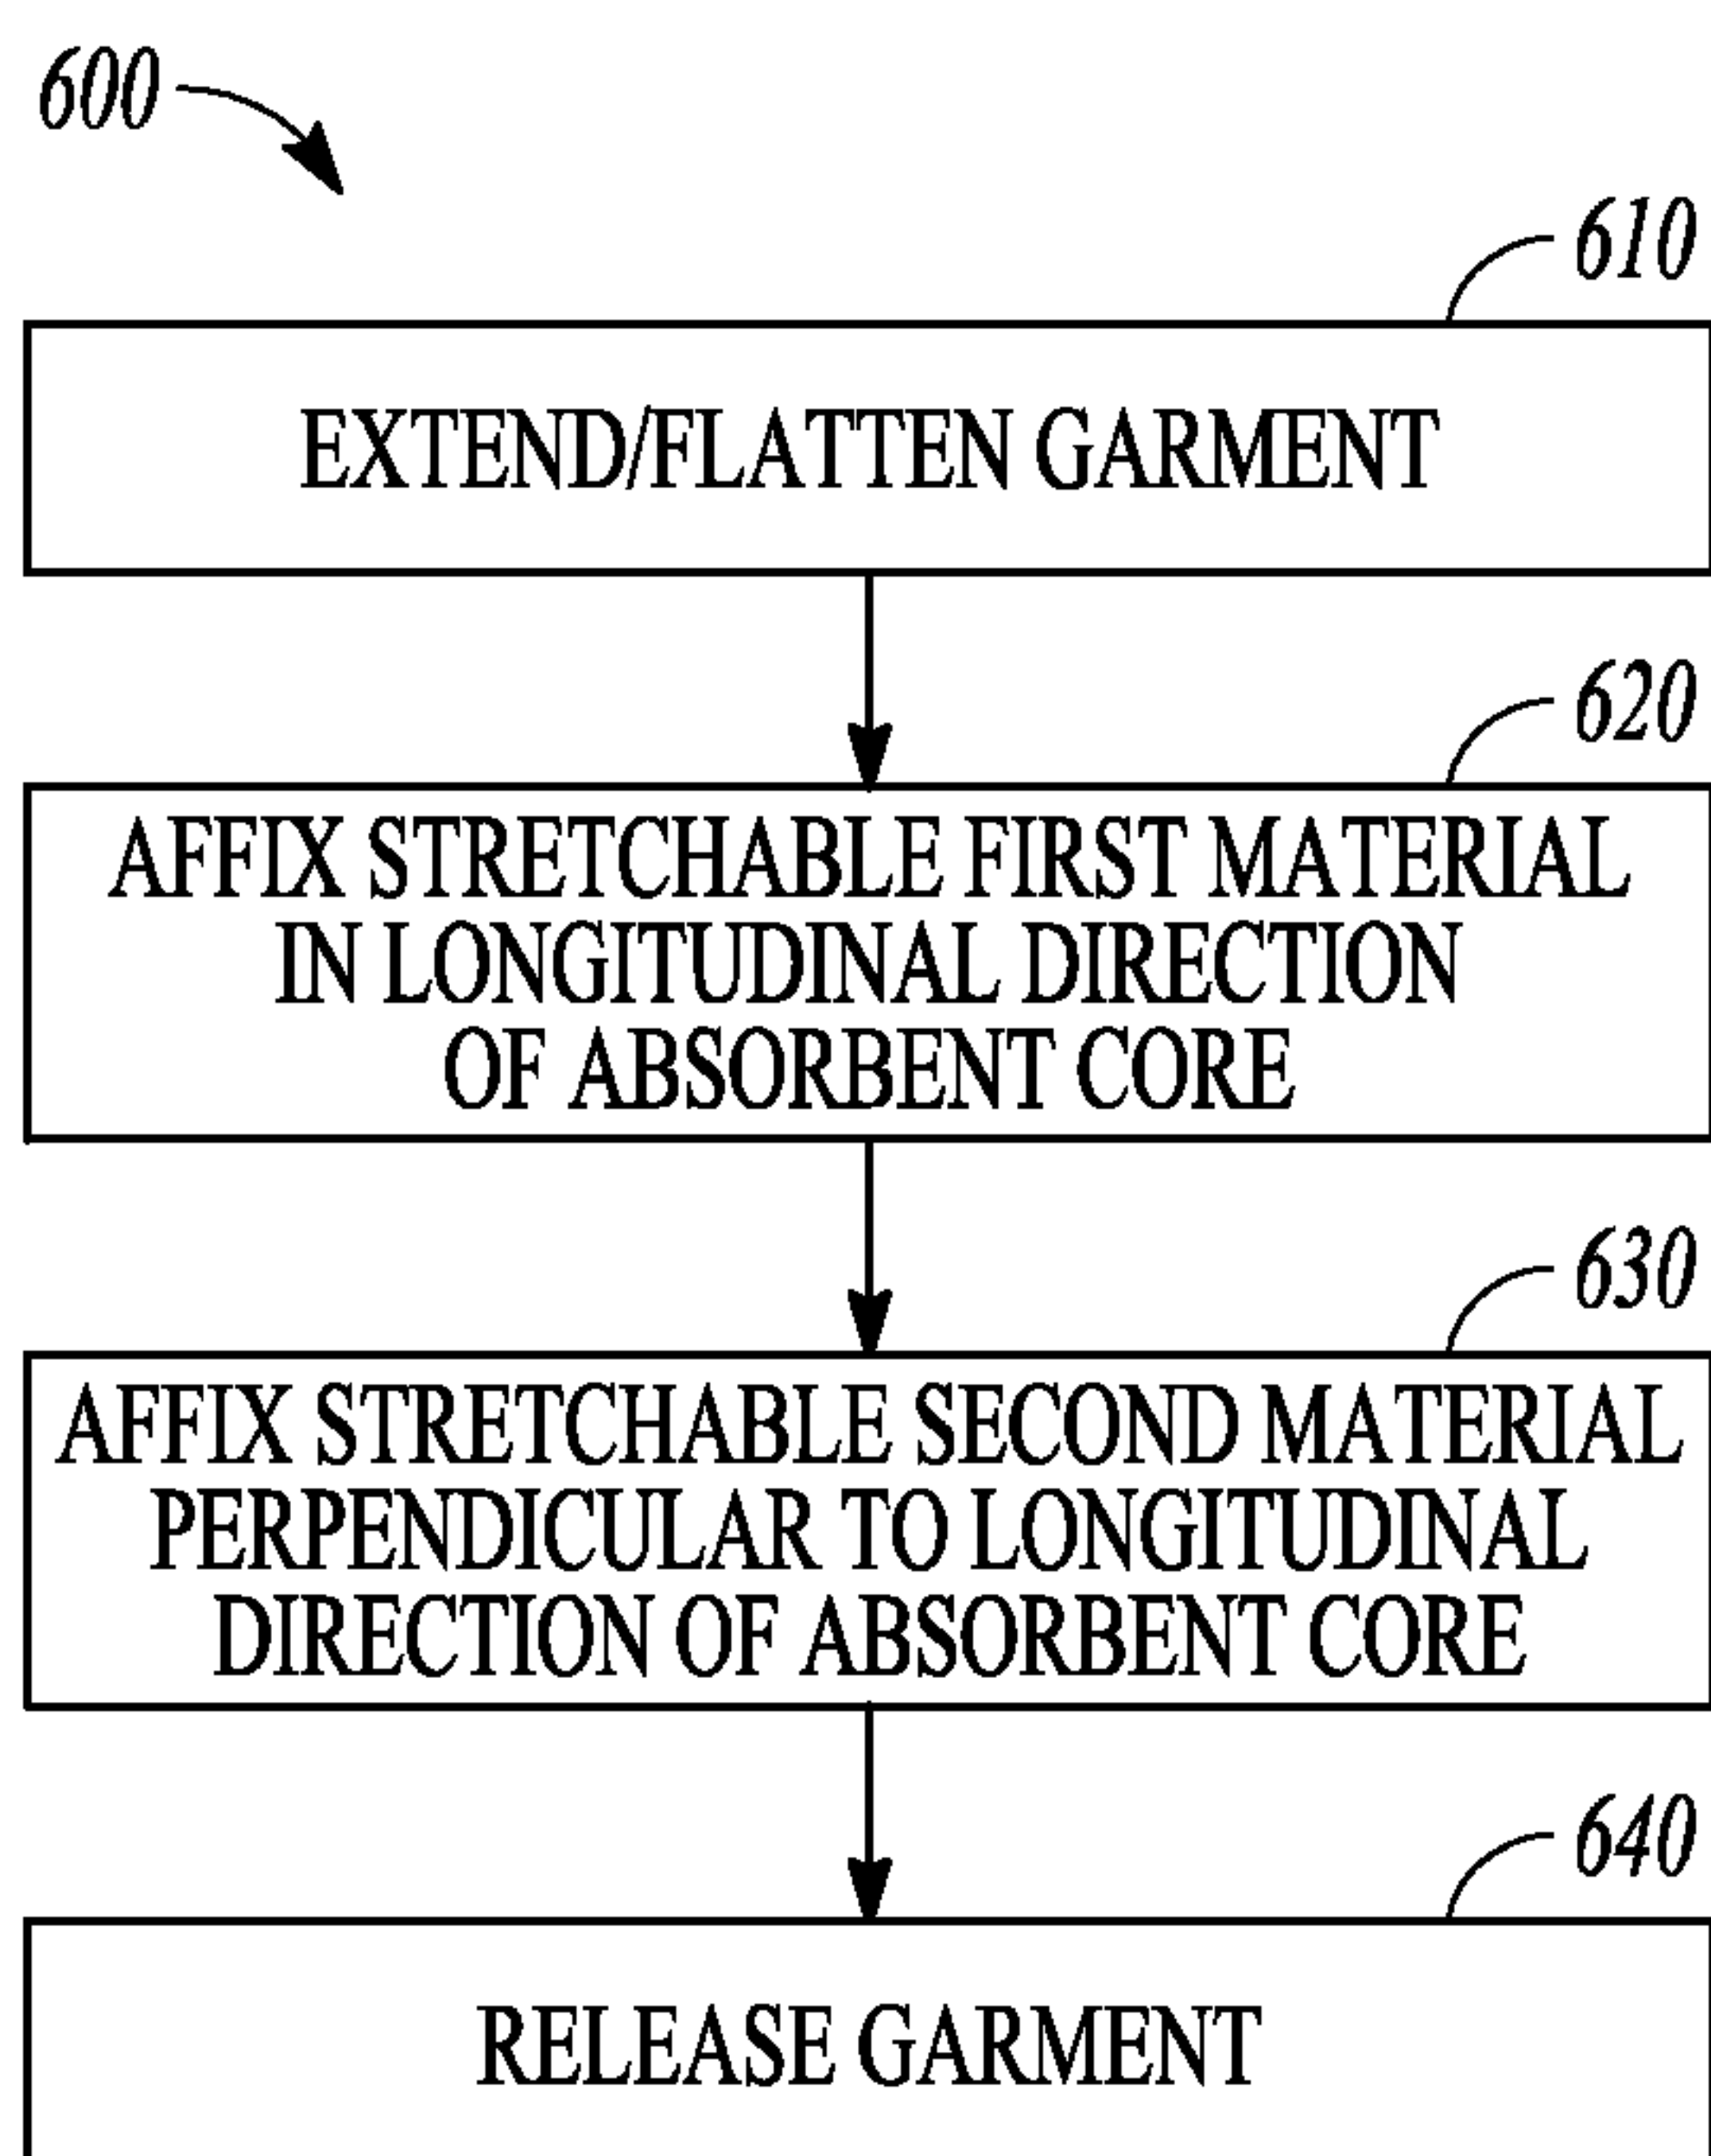 600
610
EXTEND/FLATTEN GARMENT
620
AFFIX STRETCHABLE FIRST MATERIAL
IN LONGITUDINAL DIRECTION
OF ABSORBENT CORE
630
AFFIX STRETCHABLE SECOND MATERIAL
PERPENDICULAR TO LONGITUDINAL
DIRECTION OF ABSORBENT CORE
640
RELEASE GARMENT